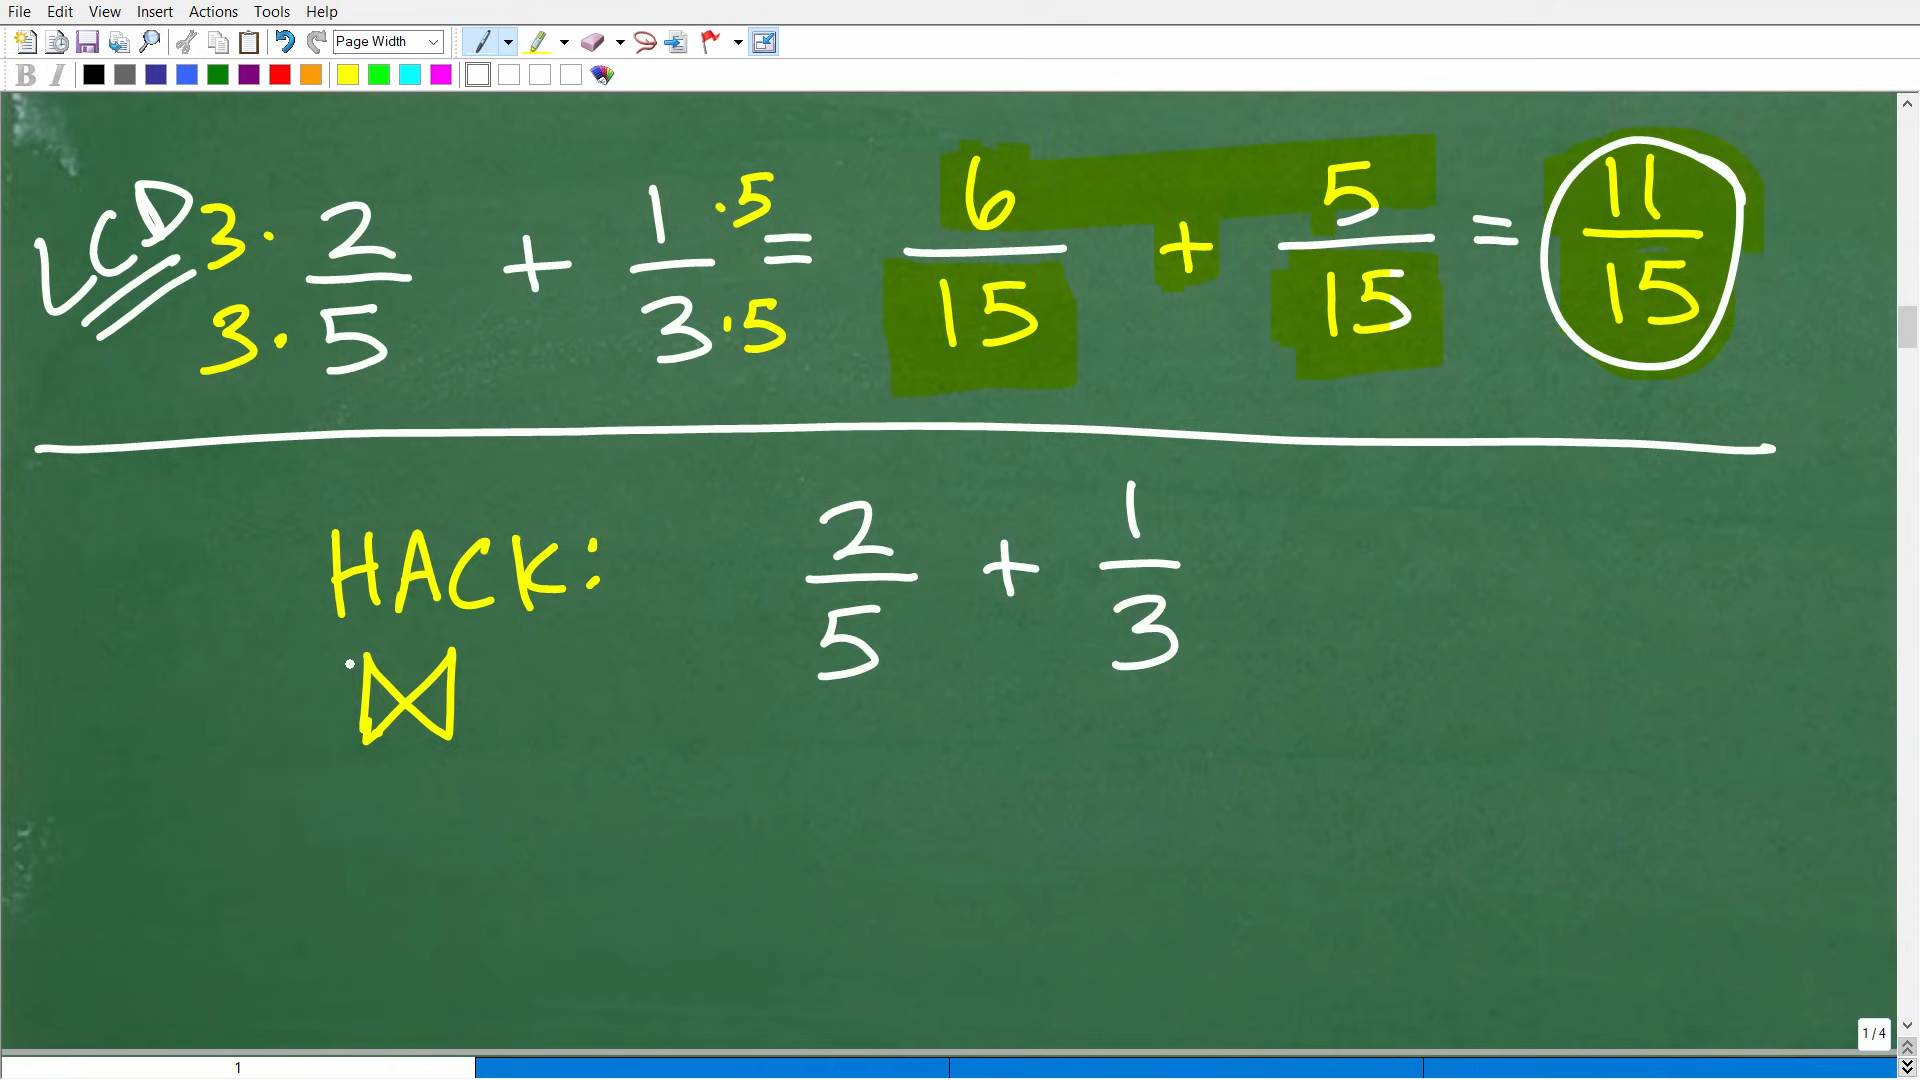 File Edit View Insert Actions Tools Help
Page Width
B I
LCD 3· 2/5 + 1/3 ·5 = 6/15 + 5/15 = 11/15
3· ·5
HACK: 2/5 + 1/3
1/4
1